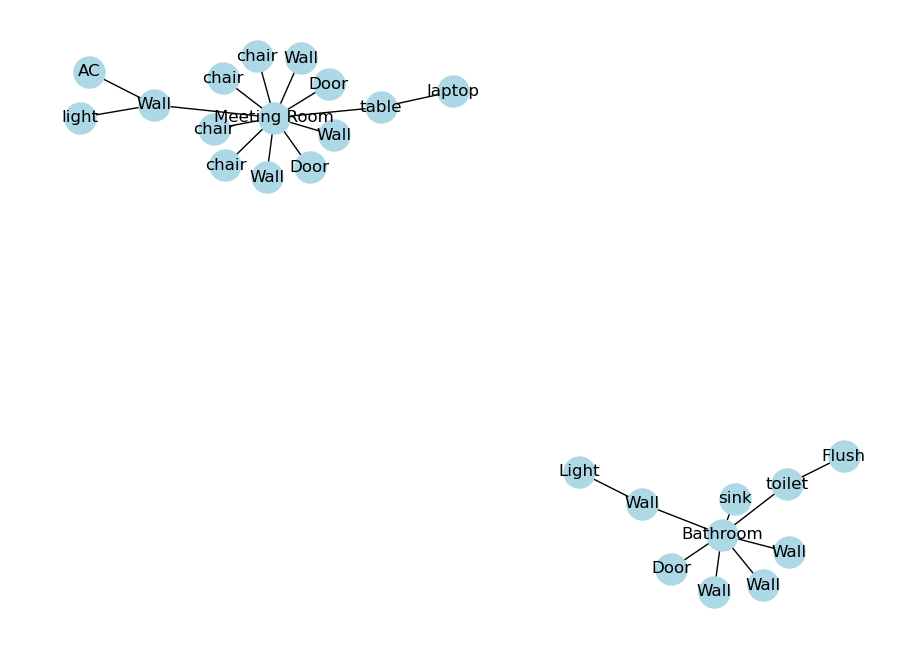 chair
Wall
AC
chair
Door
laptop
Wall
table
light
Meeting Room
chair
Wall
chair
Door
Wall
Flush
Light
toilet
sink
Wall
Bathroom
Wall
Door
Wall
Wall